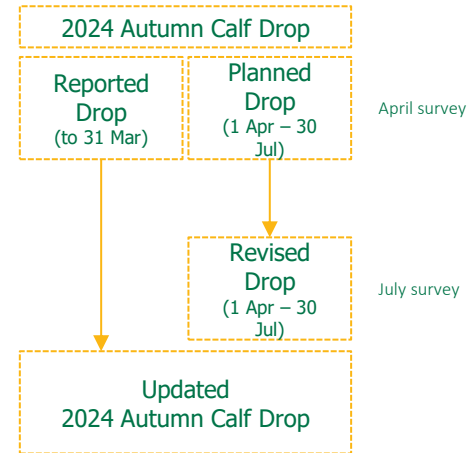 2024 Autumn Calf Drop
Reported
Drop
(to 31 Mar)
Planned
Drop
(1 Apr – 30
Jul)
April survey
Revised
Drop
(1 Apr – 30
Jul)
July survey
Updated
2024 Autumn Calf Drop